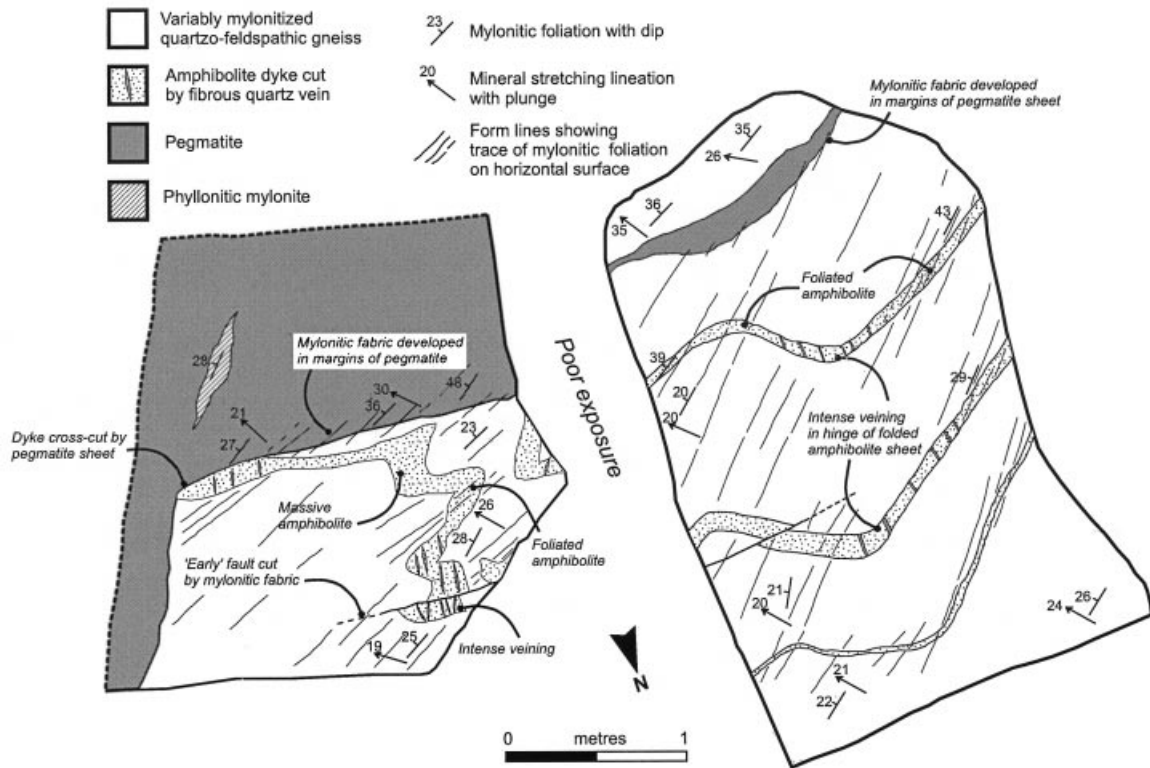 Variably mylonitized
quartzo-feldspathic gneiss
Amphibolite dyke cut
by fibrous quartz vein
Pegmatite
Phyllonitic mylonite
23
Mylonitic foliation with dip
20
Mineral stretching lineation
with plunge
Form lines showing
trace of mylonitic foliation
on horizontal surface
Mylonitic fabric developed
in margins of pegmatite sheet
35
26
36
35
43
Foliated
amphibolite
39
20
20
29
Intense veining
in hinge of folded
amphibolite sheet
21
20
24
26
21
22
Poor exposure
28
Mylonitic fabric developed
in margins of pegmatite
30
48
36
21
27
23
Dyke cross-cut by
pegmatite sheet
Massive
amphibolite
26
28
Foliated
amphibolite
'Early' fault cut
by mylonitic fabric
19
25
Intense veining
N
0 metres 1